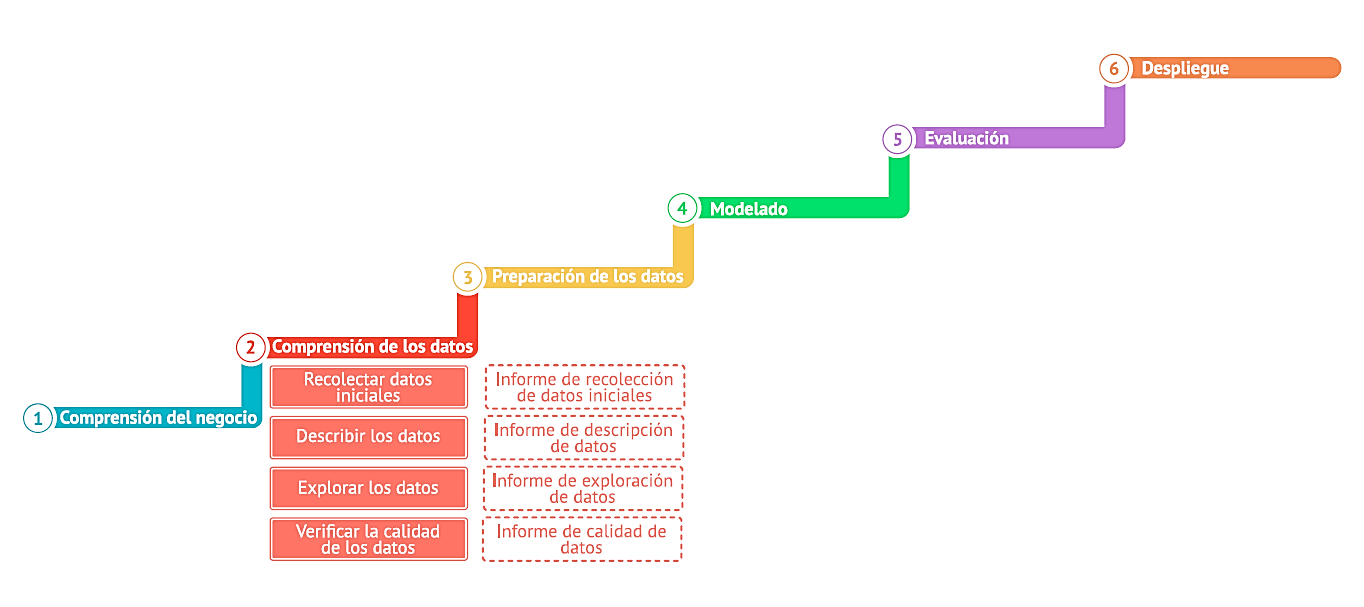 6 Despliegue
5 Evaluación
4 Modelado
3 Preparación de los datos
2 Comprensión de los datos
1 Comprensión del negocio
Recolectar datos
iniciales
Informe de recolección
de datos iniciales
Describir los datos
Informe de descripción
de datos
Explorar los datos
Informe de exploración
de datos
Verificar la calidad
de los datos
Informe de calidad de
datos